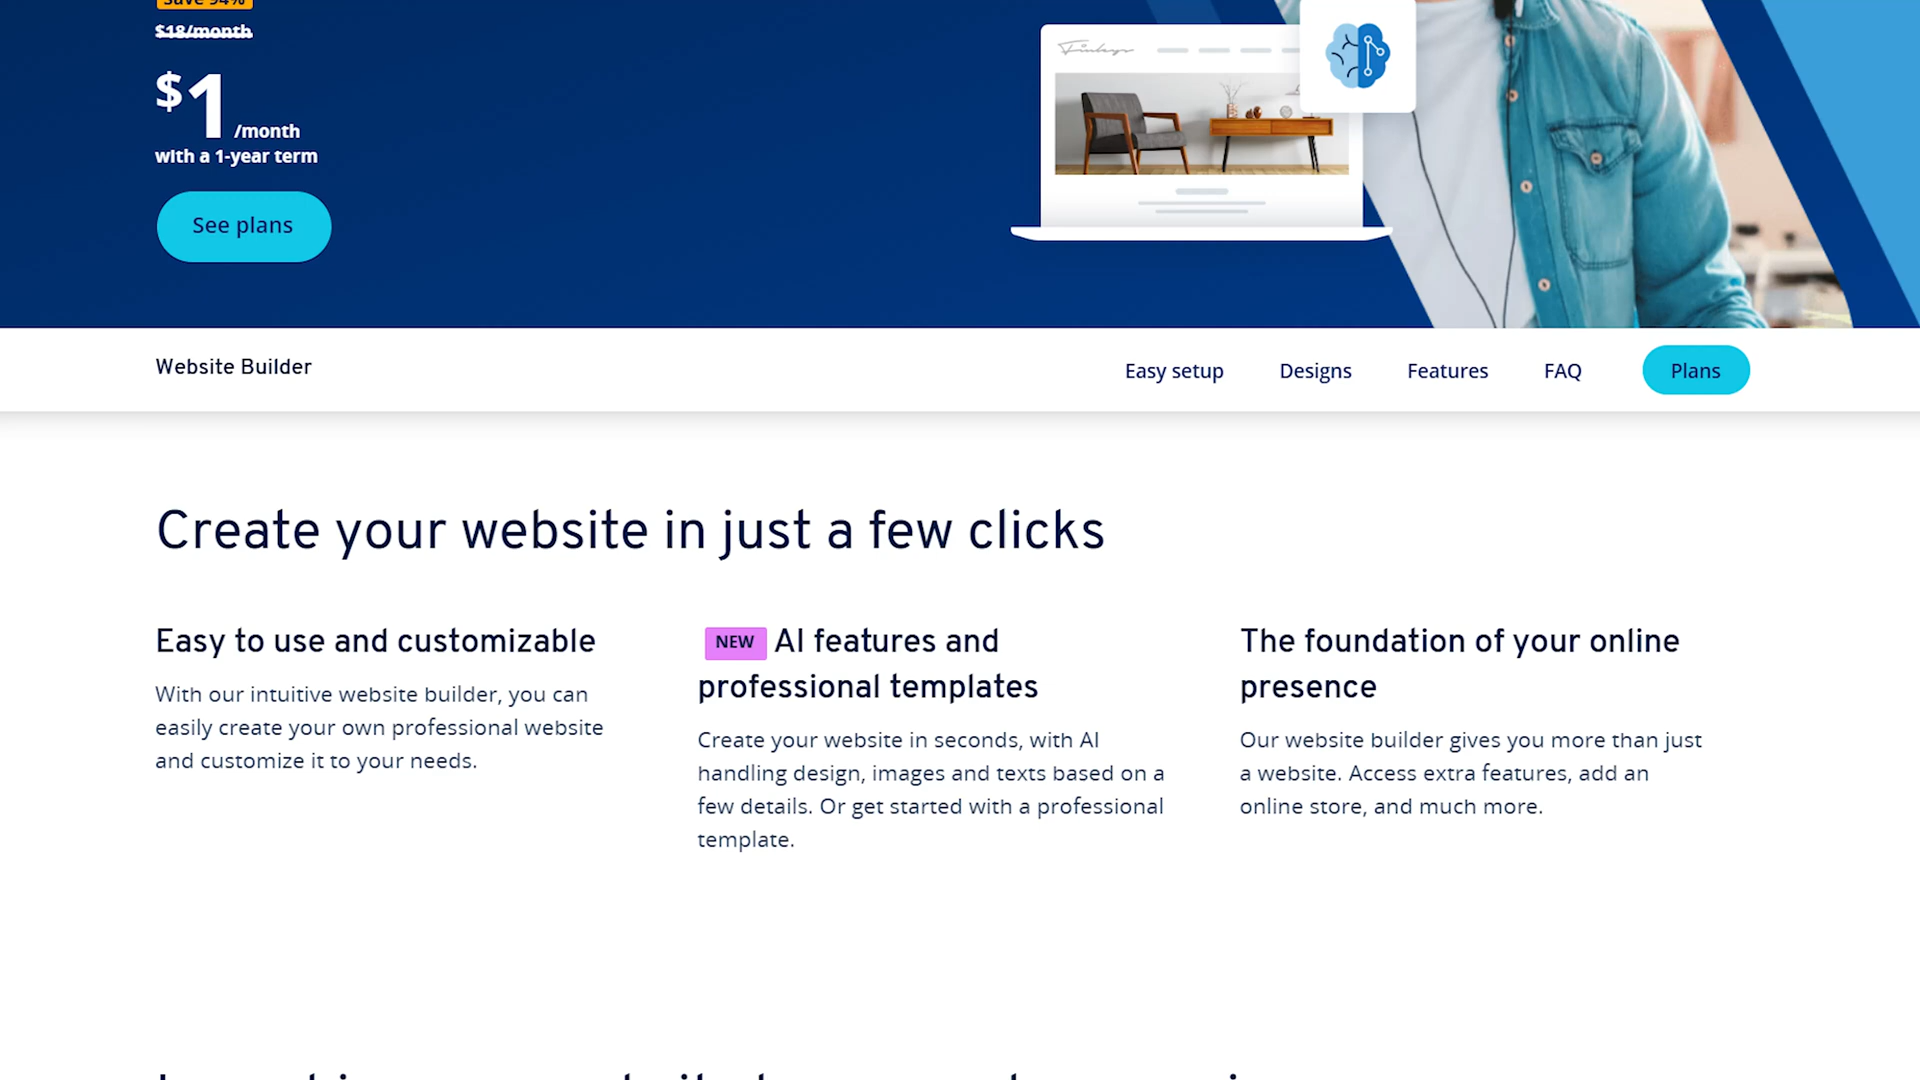 Save 94%
$18/month
$1 /month
with a 1-year term
See plans
Finleys
Website Builder
Easy setup
Designs
Features
FAQ
Plans
Create your website in just a few clicks
Easy to use and customizable
With our intuitive website builder, you can
easily create your own professional website
and customize it to your needs.
NEW AI features and
professional templates
Create your website in seconds, with AI
handling design, images and texts based on a
few details. Or get started with a professional
template.
The foundation of your online
presence
Our website builder gives you more than just
a website. Access extra features, add an
online store, and much more.